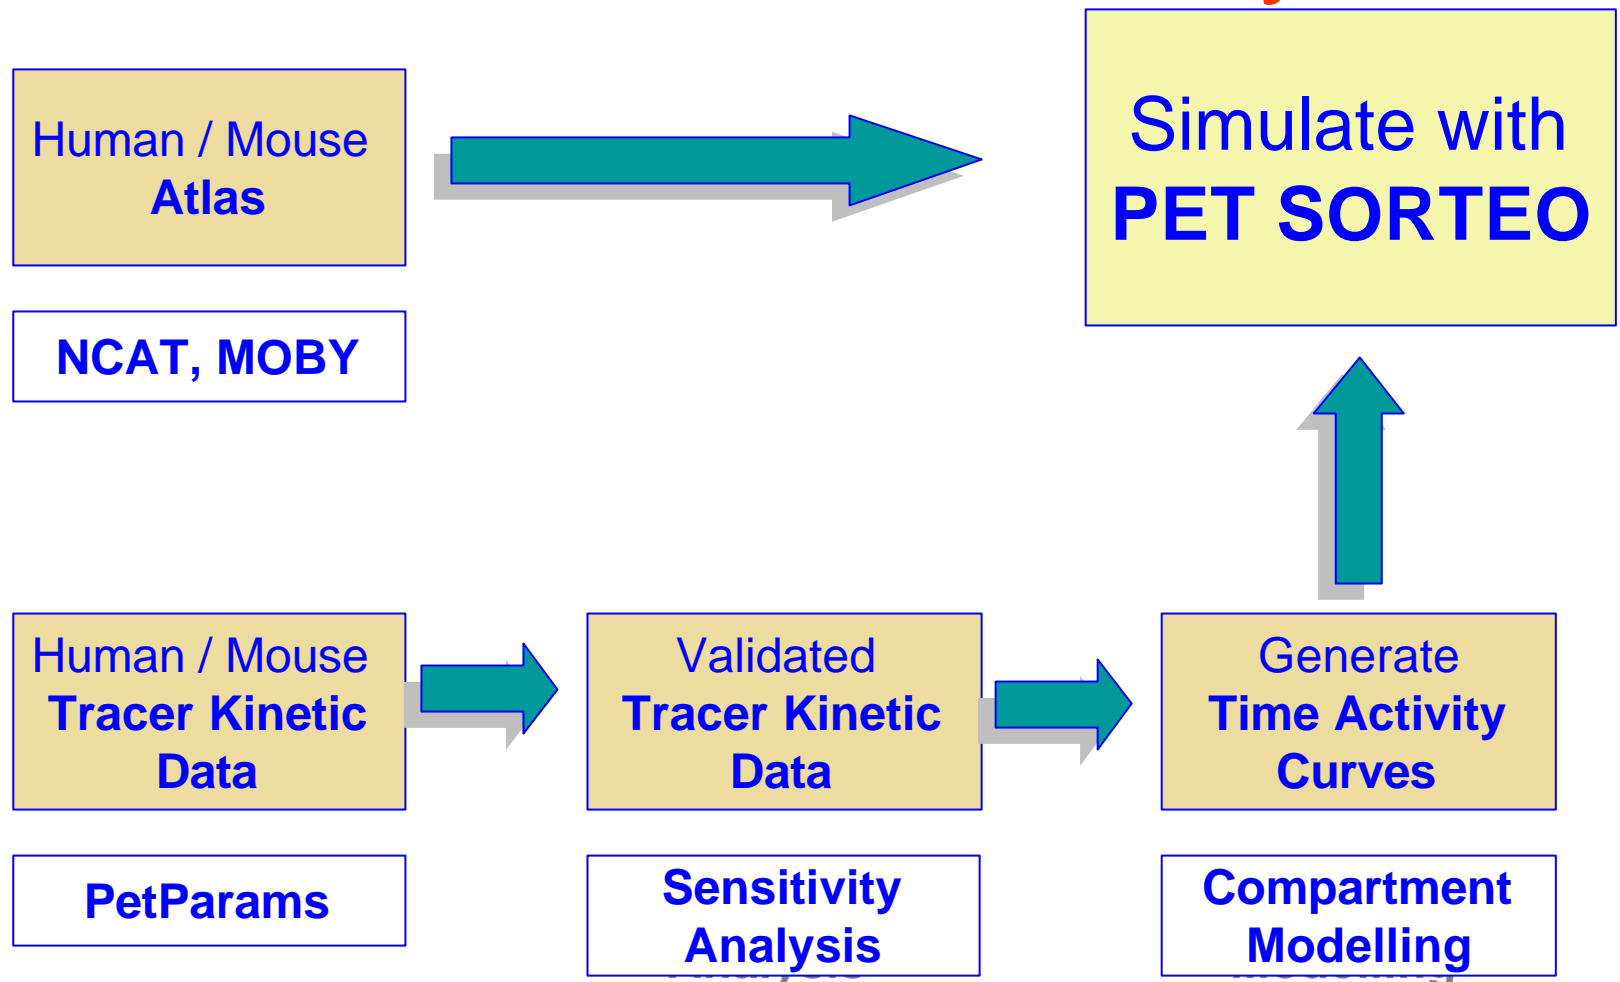 Human / Mouse
Atlas
Simulate with
PET SORTEO
NCAT, MOBY
Human / Mouse
Tracer Kinetic
Data
Validated
Tracer Kinetic
Data
Generate
Time Activity
Curves
PetParams
Sensitivity
Analysis
Compartment
Modelling